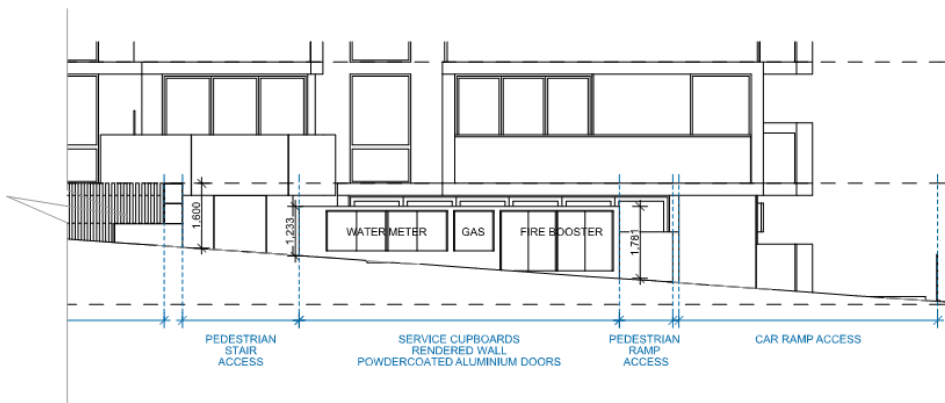 1,600
1,233
WATER METER
GAS
FIRE BOOSTER
1,781
PEDESTRIAN
STAIR
ACCESS
SERVICE CUPBOARDS
RENDERED WALL
POWDERCOATED ALUMINIUM DOORS
PEDESTRIAN
RAMP
ACCESS
CAR RAMP ACCESS